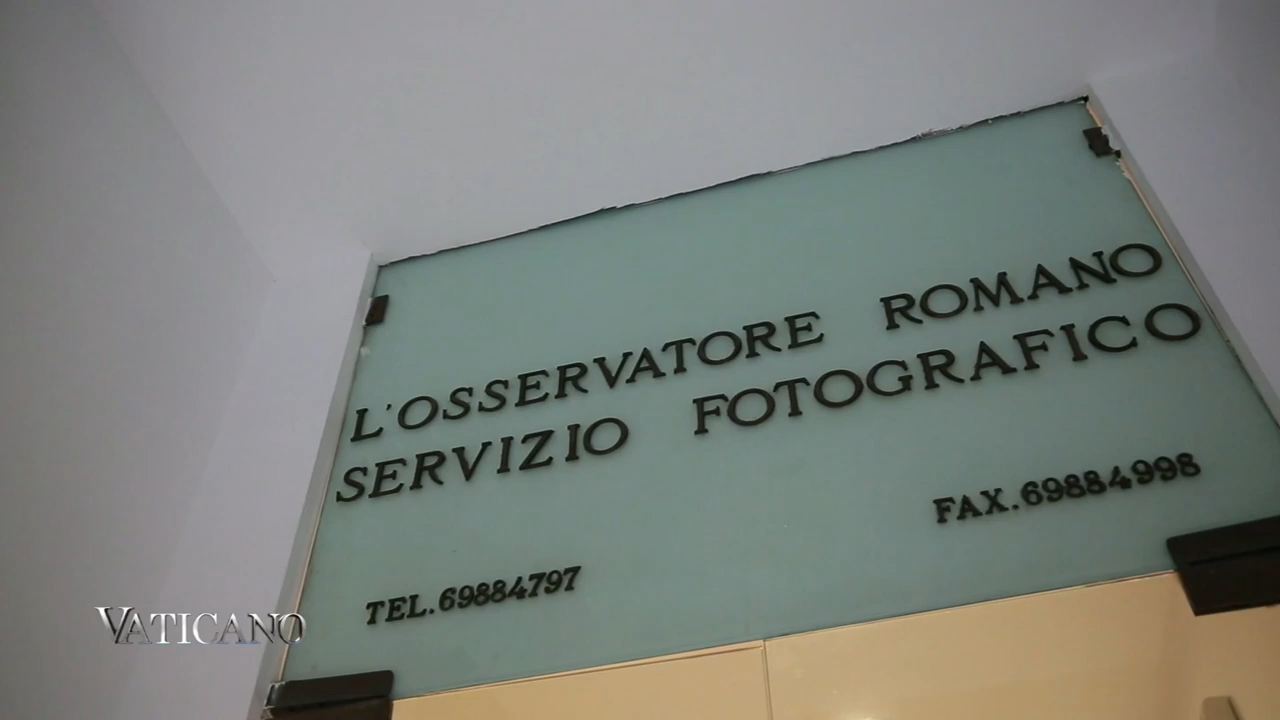 L'OSSERVATORE ROMANO
SERVIZIO FOTOGRAFICO
FAX.69884998
TEL.69884797
VATICANO